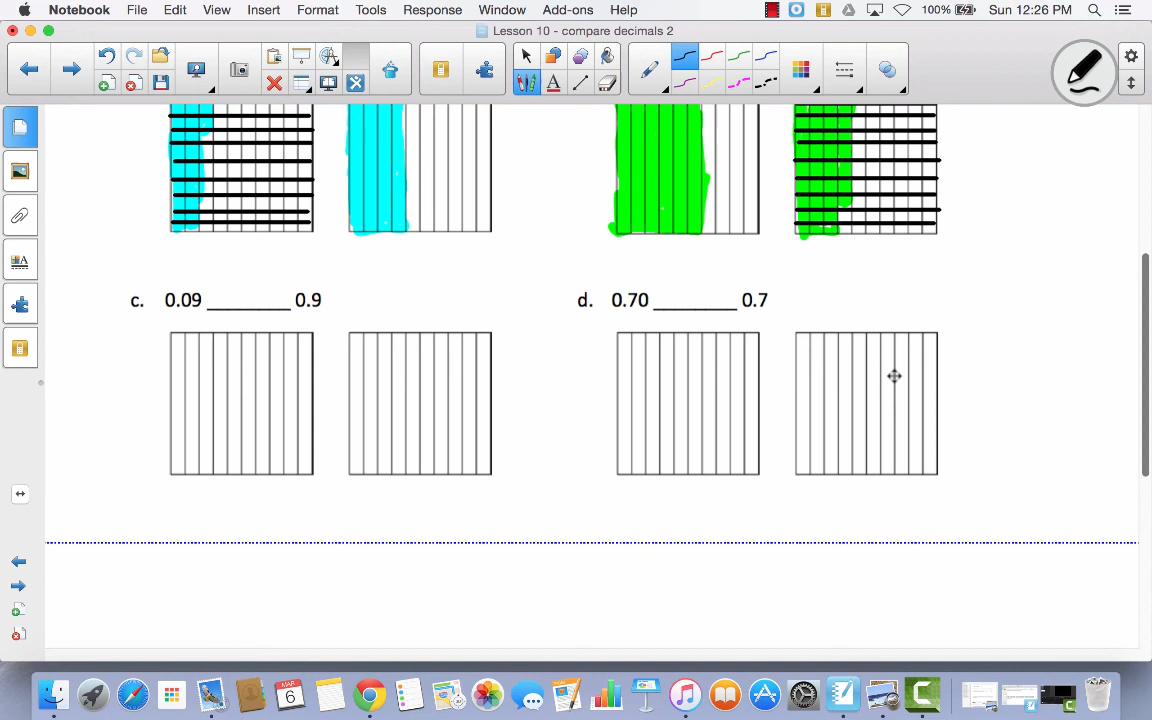 Notebook File Edit View Insert Format Tools Response Window Add-ons Help 100% Sun 12:26 PM
Lesson 10 - compare decimals 2
c. 0.09 ________ 0.9
d. 0.70 ________ 0.7